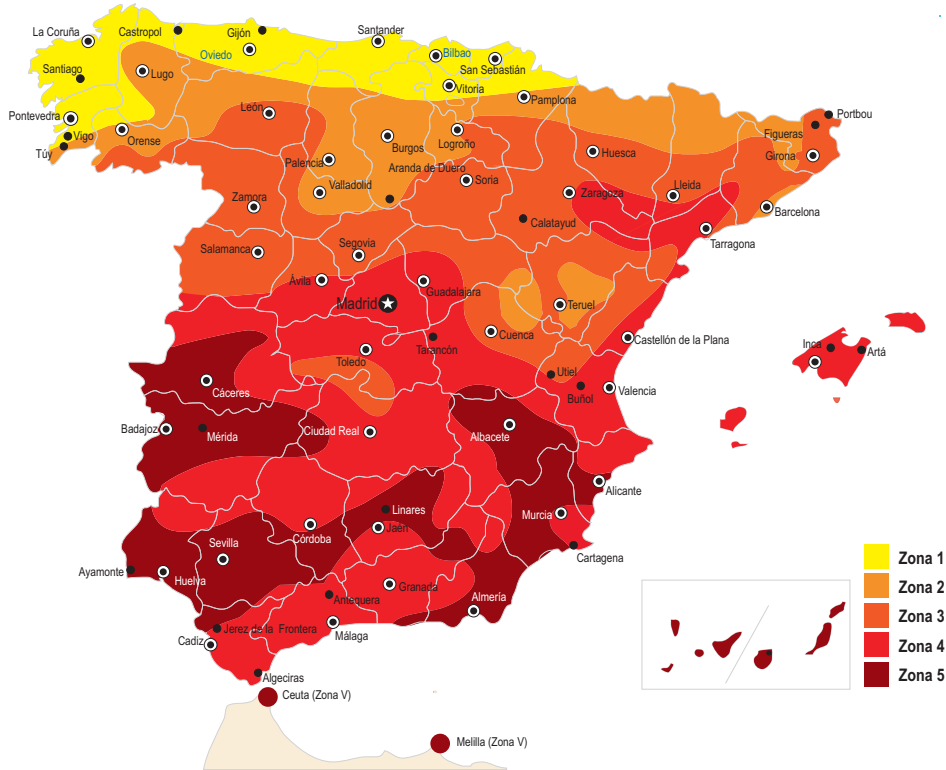 La Coruña
Castropol
Gijón
Santander
Oviedo
Bilbao
San Sebastián
Santiago
Lugo
Vitoria
Pamplona
Pontevedra
León
Portbou
Vigo
Orense
Burgos
Logroño
Figueras
Túy
Palencia
Huesca
Girona
Aranda de Duero
Valladolid
Soria
Zaragoza
Lleida
Zamora
Barcelona
Calatayud
Tarragona
Salamanca
Segovia
Ávila
Guadalajara
Madrid
Teruel
Cuenca
Castellón de la Plana
Tarancón
Inca
Artá
Toledo
Utiel
Cáceres
Buñol
Valencia
Badajoz
Mérida
Ciudad Real
Albacete
Alicante
Linares
Murcia
Jaén
Córdoba
Sevilla
Cartagena
Ayamonte
Huelva
Granada
Antequera
Almería
Jerez de la Frontera
Málaga
Cadiz
Algeciras
Ceuta (Zona V)
Melilla (Zona V)
Zona 1
Zona 2
Zona 3
Zona 4
Zona 5